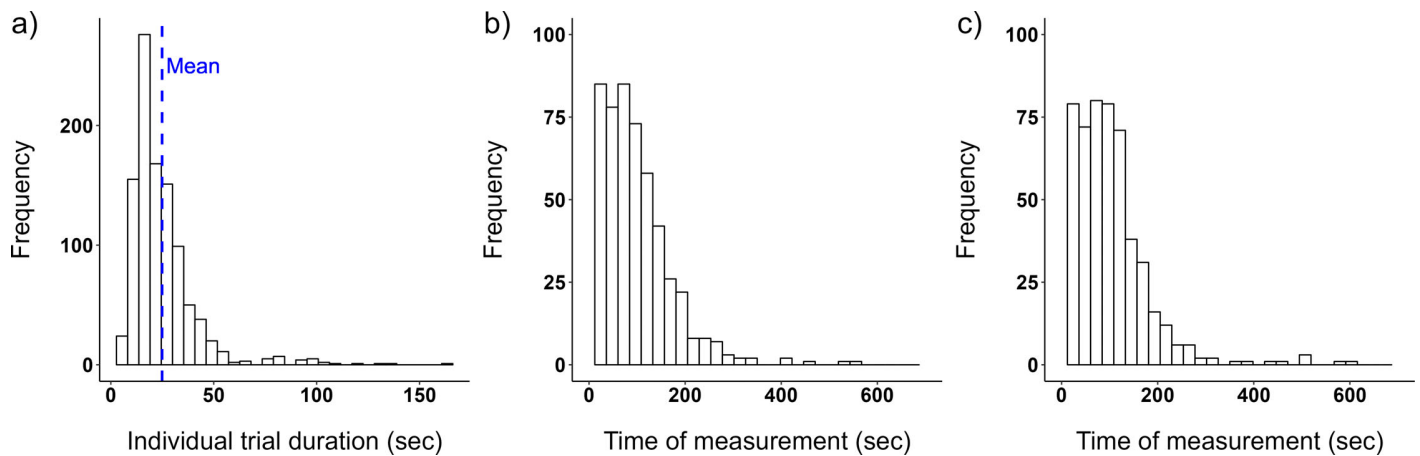 a)
Mean
Frequency
200
100
0
0 50 100 150
Individual trial duration (sec)
b)
Frequency
100
75
50
25
0
0 200 400 600
Time of measurement (sec)
c)
Frequency
100
75
50
25
0
0 200 400 600
Time of measurement (sec)